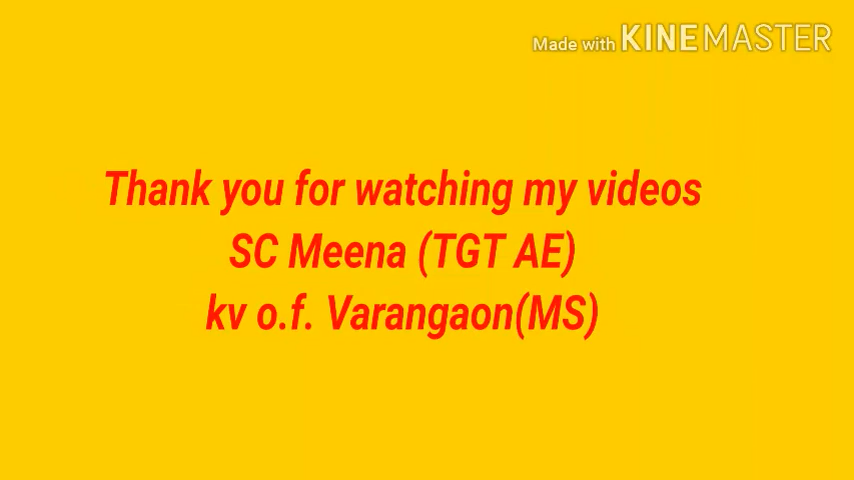 Made with KINEMASTER
Thank you for watching my videos
SC Meena (TGT AE)
kv o.f. Varangaon(MS)